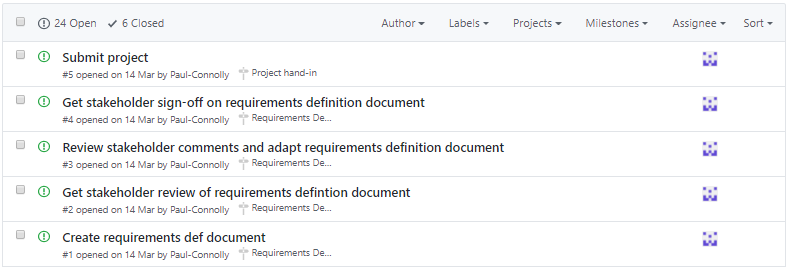 24 Open 6 Closed Author Labels Projects Milestones Assignee Sort
Submit project
#5 opened on 14 Mar by Paul-Connolly Project hand-in
Get stakeholder sign-off on requirements definition document
#4 opened on 14 Mar by Paul-Connolly Requirements De...
Review stakeholder comments and adapt requirements definition document
#3 opened on 14 Mar by Paul-Connolly Requirements De...
Get stakeholder review of requirements defintion document
#2 opened on 14 Mar by Paul-Connolly Requirements De...
Create requirements def document
#1 opened on 14 Mar by Paul-Connolly Requirements De...